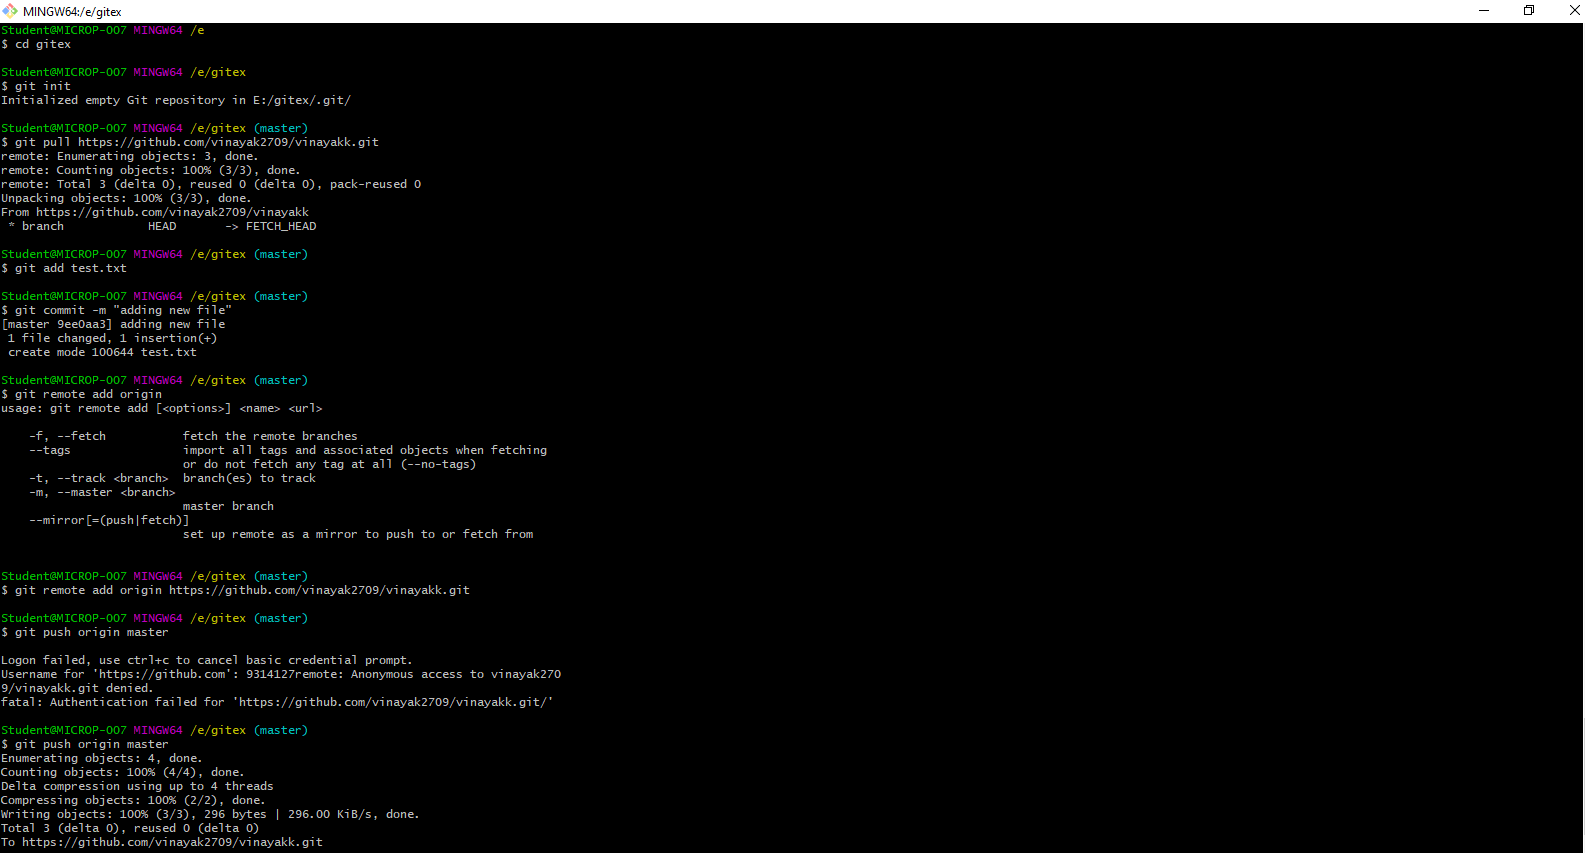 MINGW64:/e/gitex
Student@MICROP-007 MINGW64 /e
$ cd gitex
Student@MICROP-007 MINGW64 /e/gitex
$ git init
Initialized empty Git repository in E:/gitex/.git/
Student@MICROP-007 MINGW64 /e/gitex (master)
$ git pull https://github.com/vinayak2709/vinayakk.git
remote: Enumerating objects: 3, done.
remote: Counting objects: 100% (3/3), done.
remote: Total 3 (delta 0), reused 0 (delta 0), pack-reused 0
Unpacking objects: 100% (3/3), done.
From https://github.com/vinayak2709/vinayakk
 * branch            HEAD       -> FETCH_HEAD
Student@MICROP-007 MINGW64 /e/gitex (master)
$ git add test.txt
Student@MICROP-007 MINGW64 /e/gitex (master)
$ git commit -m "adding new file"
[master 9ee0aa3] adding new file
 1 file changed, 1 insertion(+)
 create mode 100644 test.txt
Student@MICROP-007 MINGW64 /e/gitex (master)
$ git remote add origin
usage: git remote add [<options>] <name> <url>
    -f, --fetch           fetch the remote branches
    --tags                import all tags and associated objects when fetching
                          or do not fetch any tag at all (--no-tags)
    -t, --track <branch>  branch(es) to track
    -m, --master <branch>
                          master branch
    --mirror[=(push|fetch)]
                          set up remote as a mirror to push to or fetch from
Student@MICROP-007 MINGW64 /e/gitex (master)
$ git remote add origin https://github.com/vinayak2709/vinayakk.git
Student@MICROP-007 MINGW64 /e/gitex (master)
$ git push origin master
Logon failed, use ctrl+c to cancel basic credential prompt.
Username for 'https://github.com': 9314127remote: Anonymous access to vinayak270
9/vinayakk.git denied.
fatal: Authentication failed for 'https://github.com/vinayak2709/vinayakk.git/'
Student@MICROP-007 MINGW64 /e/gitex (master)
$ git push origin master
Enumerating objects: 4, done.
Counting objects: 100% (4/4), done.
Delta compression using up to 4 threads
Compressing objects: 100% (2/2), done.
Writing objects: 100% (3/3), 296 bytes | 296.00 KiB/s, done.
Total 3 (delta 0), reused 0 (delta 0)
To https://github.com/vinayak2709/vinayakk.git